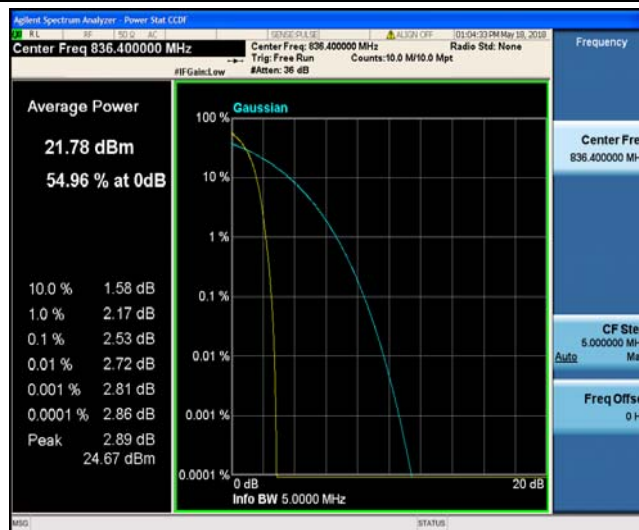 Agilent Spectrum Analyzer - Power Stat CCDF
RL RF 50 Ω AC SENSE:PULSE ALIGN OFF 01:04:33 PM May 18, 2018
Center Freq 836.400000 MHz
Center Freq: 836.400000 MHz Radio Std: None
Trig: Free Run Counts:10.0 M/10.0 Mpt
#IFGain:Low #Atten: 36 dB
Frequency
Average Power
21.78 dBm
54.96 % at 0dB
10.0 % 1.58 dB
1.0 % 2.17 dB
0.1 % 2.53 dB
0.01 % 2.72 dB
0.001 % 2.81 dB
0.0001 % 2.86 dB
Peak 2.89 dB
24.67 dBm
Gaussian
100 %
10 %
1 %
0.1 %
0.01 %
0.001 %
0.0001 %
0 dB 20 dB
Info BW 5.0000 MHz
Center Fre
836.400000 MH
CF Ste
5.000000 MH
Auto Ma
Freq Offse
0 H
MSG STATUS